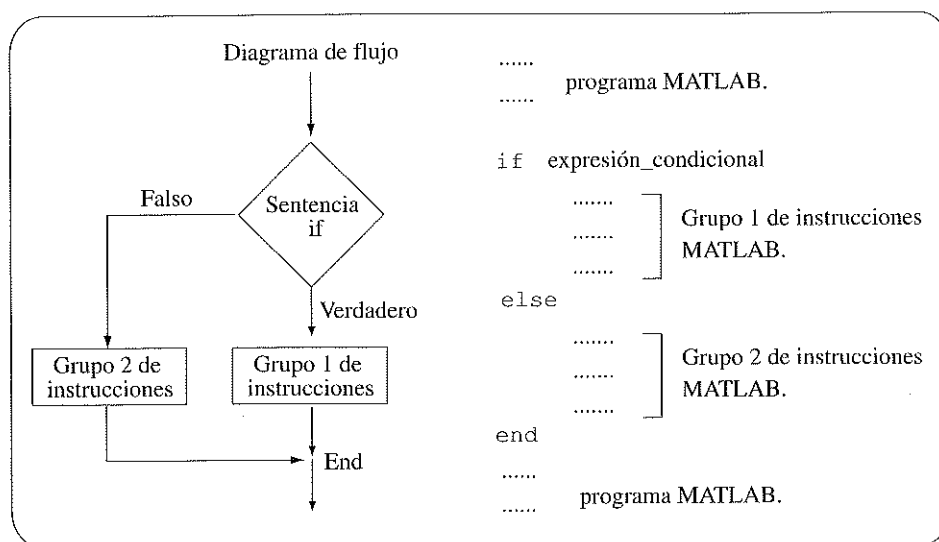 Diagrama de flujo
Sentencia
if
Falso
Verdadero
Grupo 2 de
instrucciones
Grupo 1 de
instrucciones
End
......
......
programa MATLAB.
if expresión_condicional
.......
.......
.......
Grupo 1 de instrucciones
MATLAB.
else
.......
.......
.......
Grupo 2 de instrucciones
MATLAB.
end
......
......
programa MATLAB.